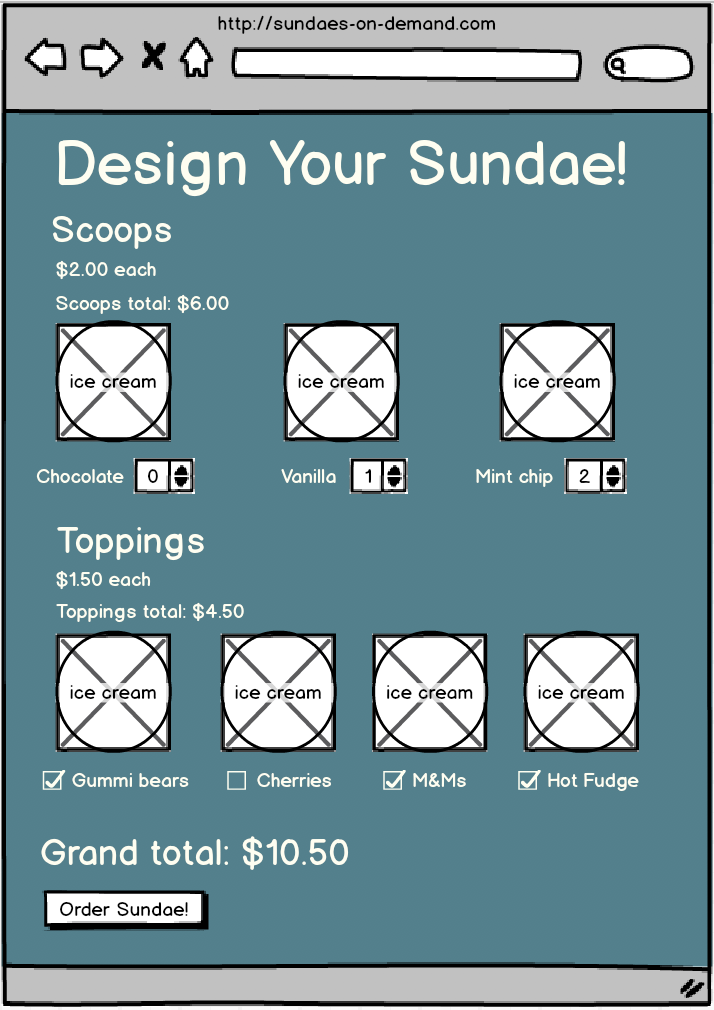 http://sundaes-on-demand.com
Design Your Sundae!
Scoops
$2.00 each
Scoops total: $6.00
ice cream ice cream ice cream
Chocolate 0 Vanilla 1 Mint chip 2
Toppings
$1.50 each
Toppings total: $4.50
ice cream ice cream ice cream ice cream
Gummi bears Cherries M&Ms Hot Fudge
Grand total: $10.50
Order Sundae!